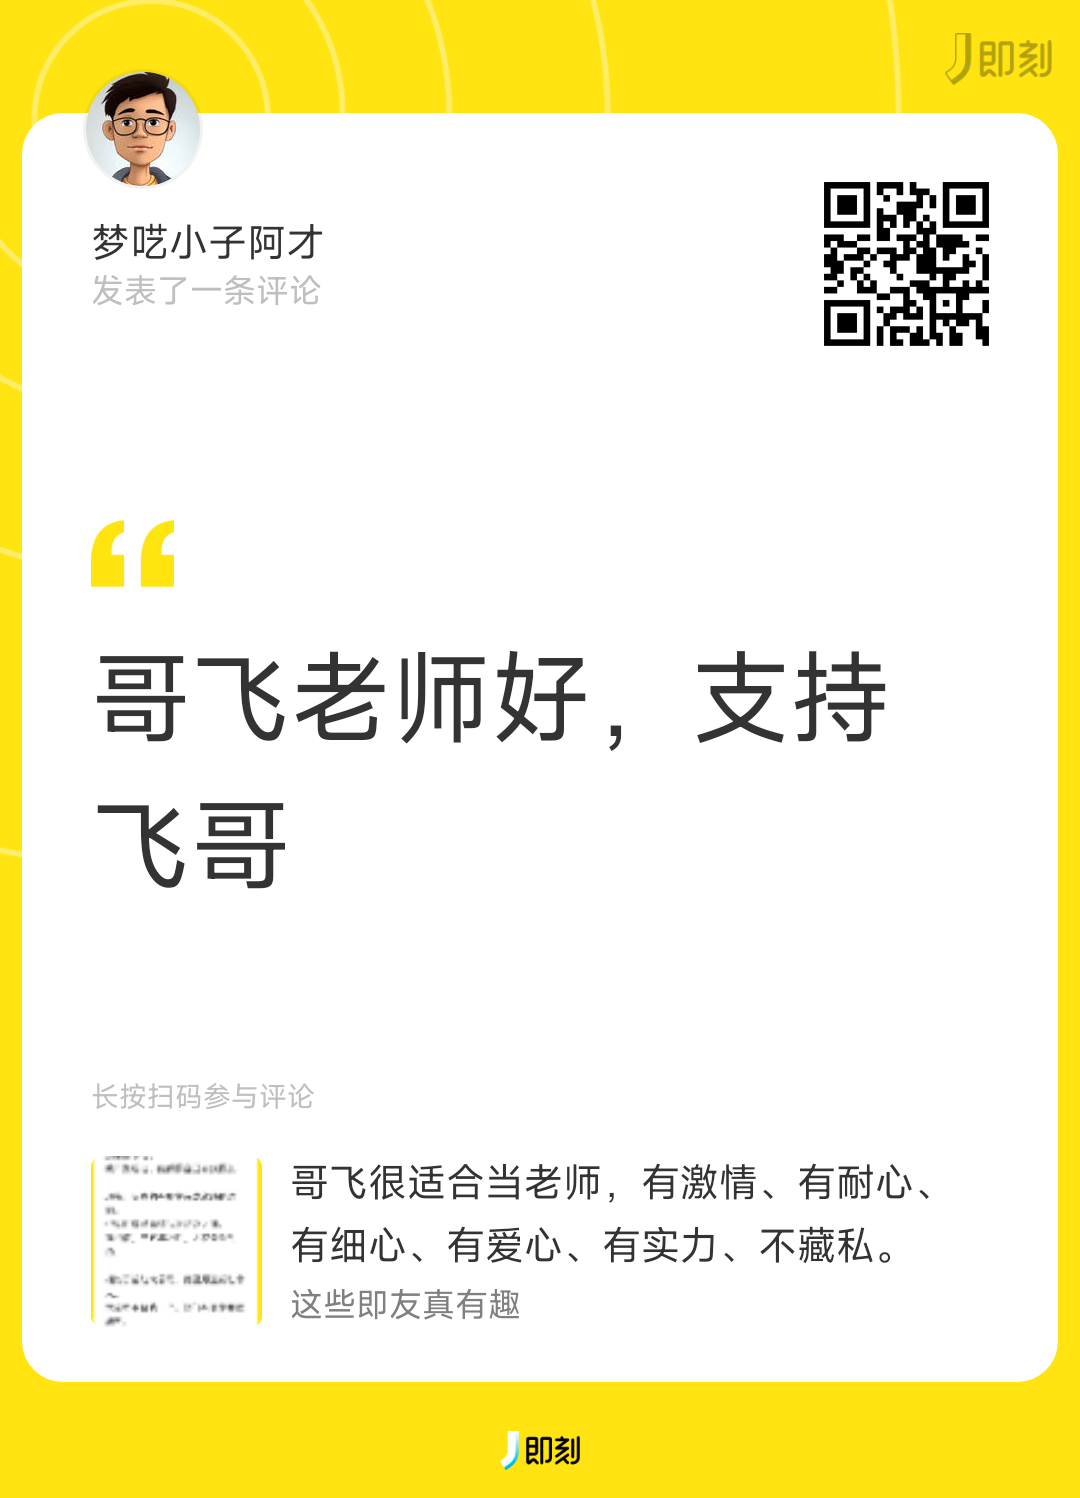 即刻
梦呓小子阿才
发表了一条评论
哥飞老师好，支持
飞哥
长按扫码参与评论
哥飞很适合当老师，有激情、有耐心、
有细心、有爱心、有实力、不藏私。
这些即友真有趣
即刻